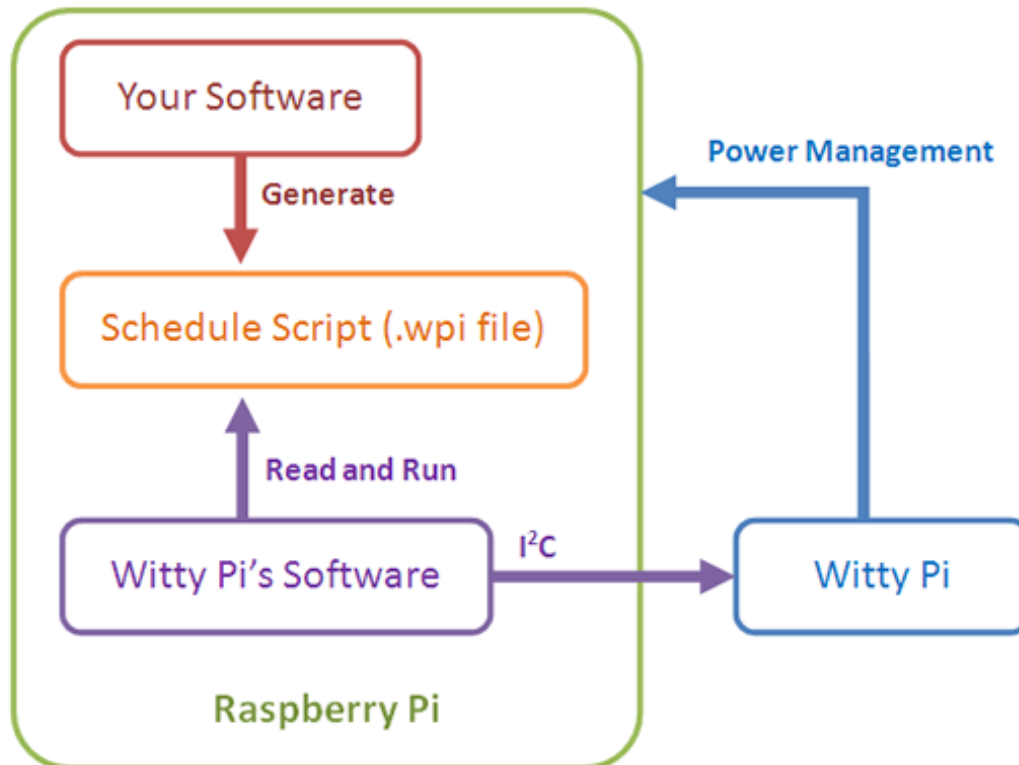 Your Software
Power Management
Generate
Schedule Script (.wpi file)
Read and Run
I²C
Witty Pi’s Software
Witty Pi
Raspberry Pi